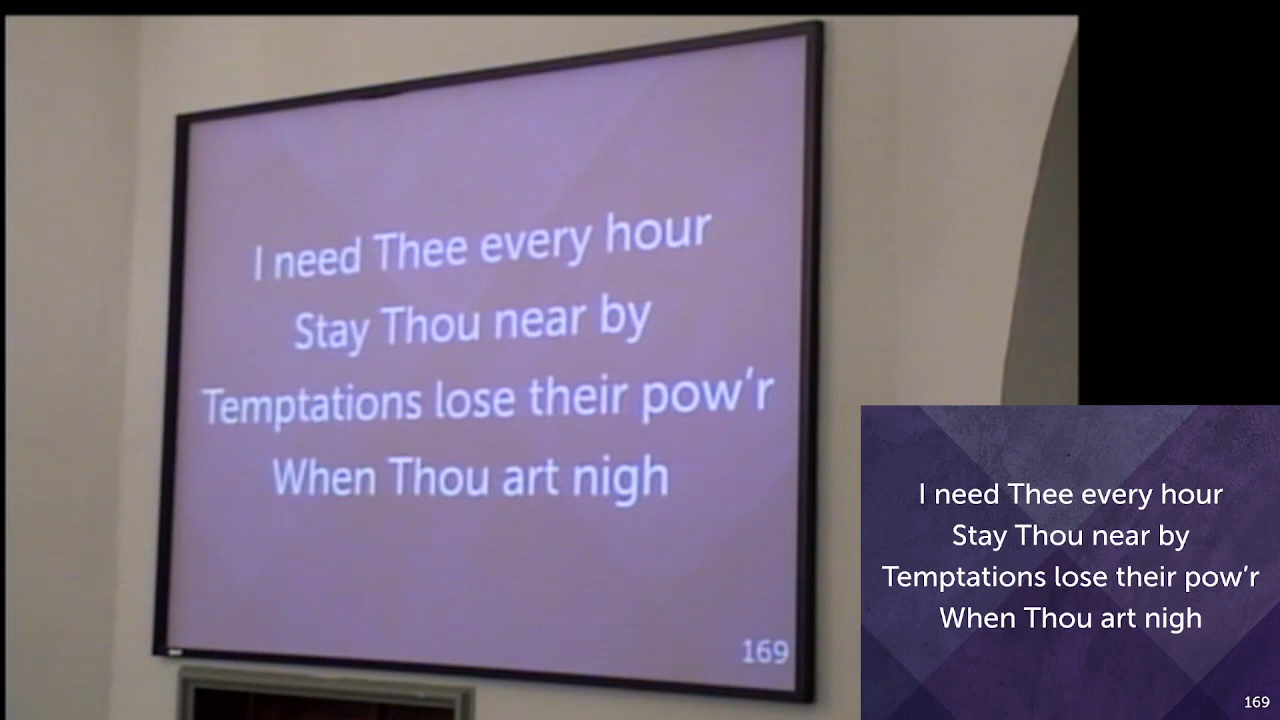 I need Thee every hour
Stay Thou near by
Temptations lose their pow’r
When Thou art nigh
169
I need Thee every hour
Stay Thou near by
Temptations lose their pow’r
When Thou art nigh
169